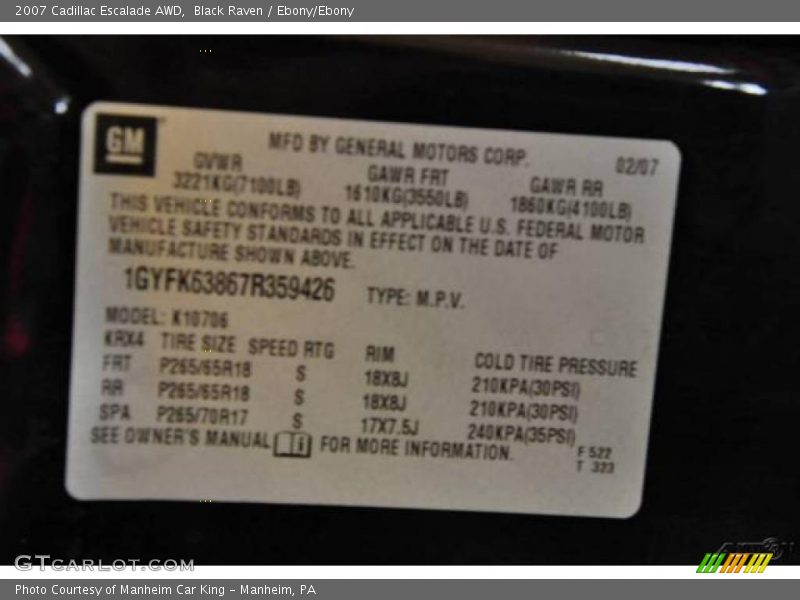 2007 Cadillac Escalade AWD, Black Raven / Ebony/Ebony
GM
MFD BY GENERAL MOTORS CORP.
02/07
GVWR GAWR FRT GAWR RR
3221KG(7100LB) 1610KG(3550LB) 1860KG(4100LB)
THIS VEHICLE CONFORMS TO ALL APPLICABLE U.S. FEDERAL MOTOR
VEHICLE SAFETY STANDARDS IN EFFECT ON THE DATE OF
MANUFACTURE SHOWN ABOVE.
1GYFK63867R359426 TYPE: M.P.V.
MODEL: K10706
KRX4 TIRE SIZE SPEED RTG RIM COLD TIRE PRESSURE
FRT P265/65R18 S 18X8J 210KPA(30PSI)
RR P265/65R18 S 18X8J 210KPA(30PSI)
SPA P265/70R17 S 17X7.5J 240KPA(35PSI)
SEE OWNER'S MANUAL i FOR MORE INFORMATION.
F 522
T 323
GTCARLOT.COM
Photo Courtesy of Manheim Car King - Manheim, PA